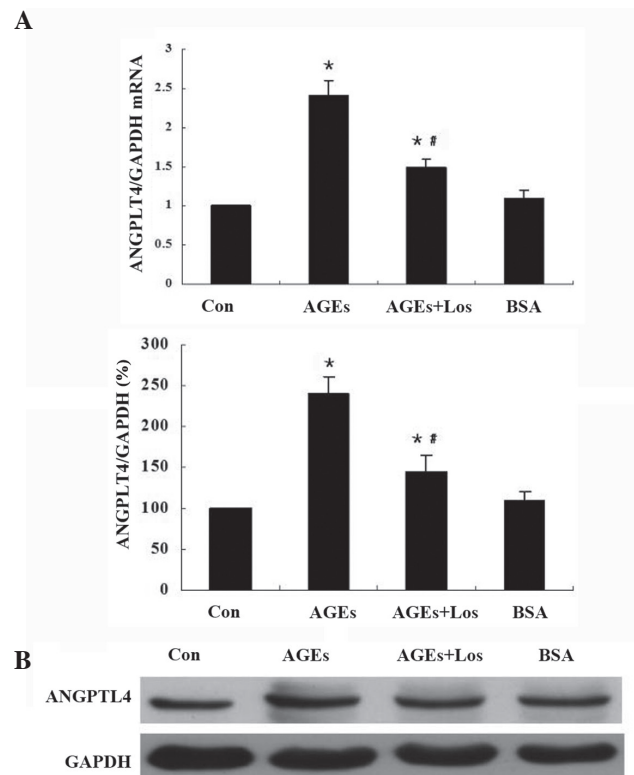 A
3
2.5
2
1.5
1
0.5
0
ANGPLT4/GAPDH mRNA
*
* #
Con AGEs AGEs+Los BSA
300
250
200
150
100
50
0
ANGPLT4/GAPDH (%)
*
* #
Con AGEs AGEs+Los BSA
B
Con AGEs AGEs+Los BSA
ANGPTL4
GAPDH